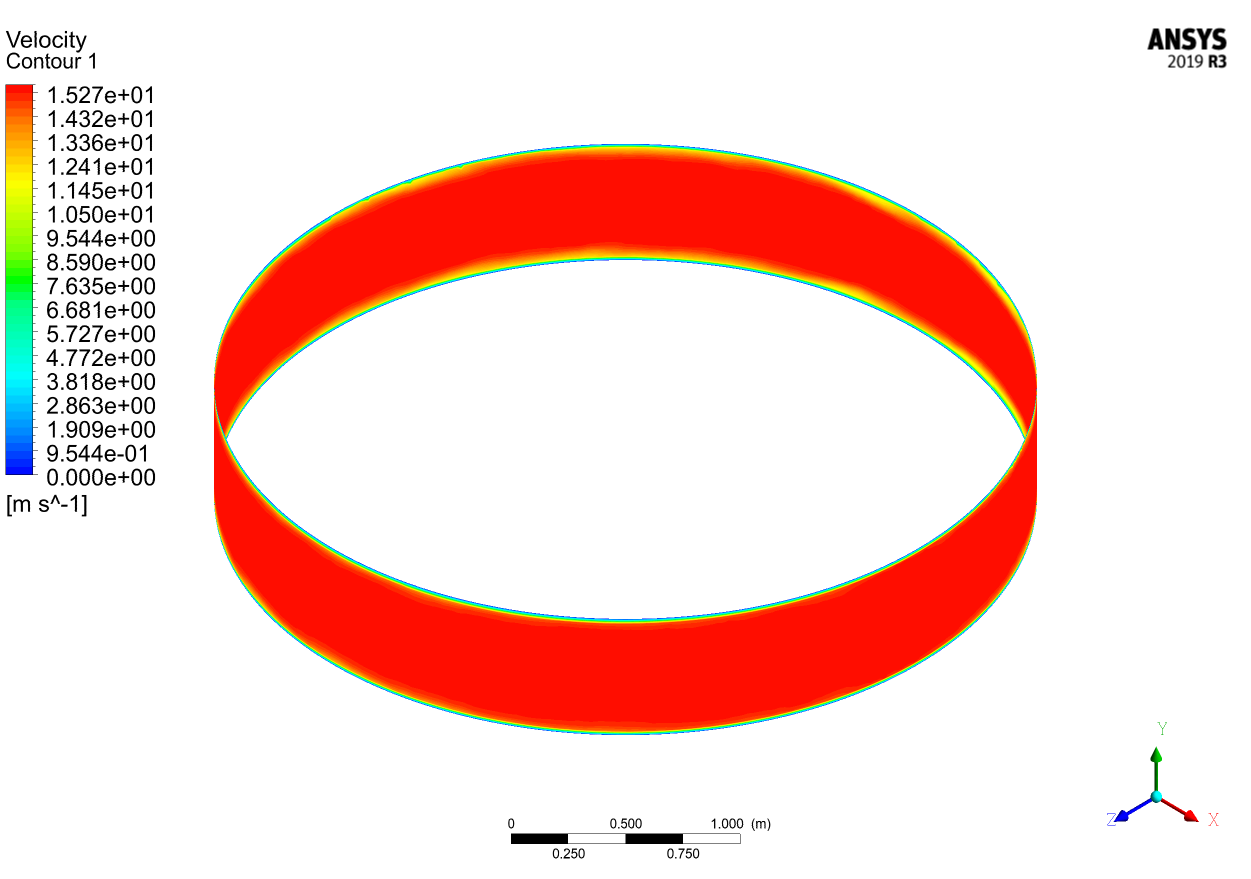 Velocity
Contour 1
1.527e+01
1.432e+01
1.336e+01
1.241e+01
1.145e+01
1.050e+01
9.544e+00
8.590e+00
7.635e+00
6.681e+00
5.727e+00
4.772e+00
3.818e+00
2.863e+00
1.909e+00
9.544e-01
0.000e+00
[m s^-1]
ANSYS
2019 R3
Y
Z
X
0 0.500 1.000 (m)
0.250 0.750